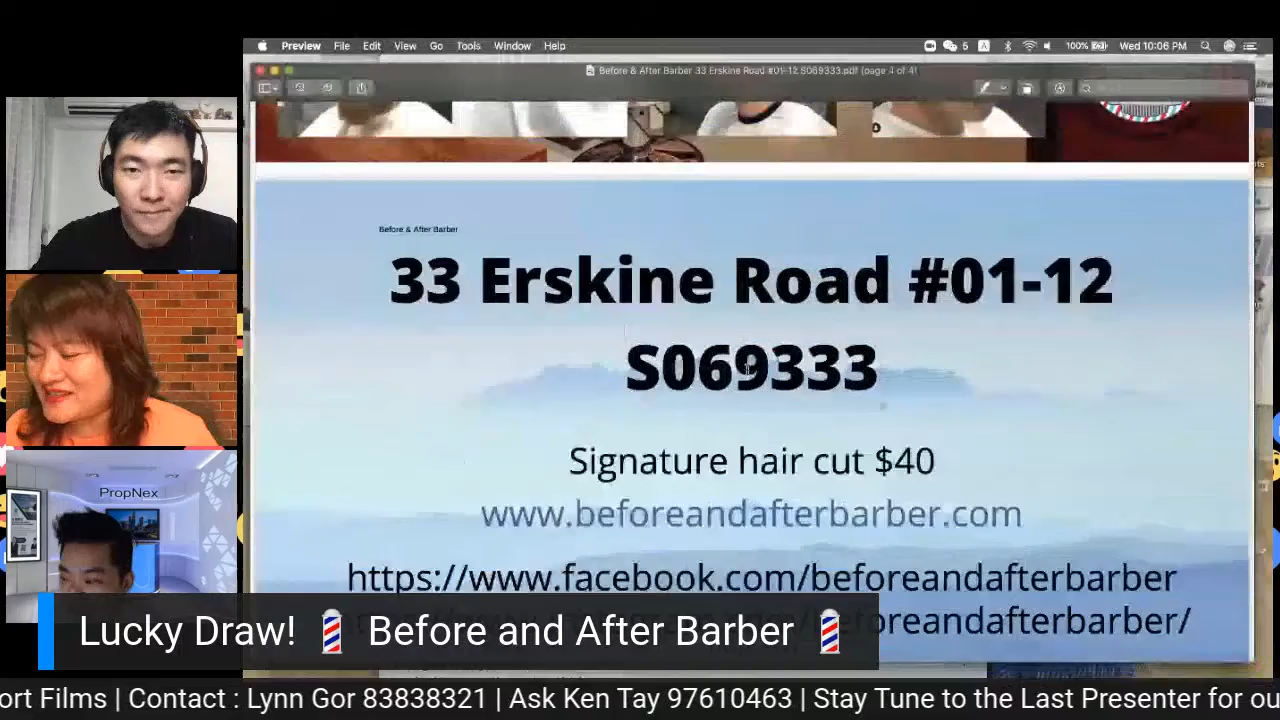 Preview File Edit View Go Tools Window Help 5 A 100% Wed 10:06 PM
Before & After Barber 33 Erskine Road #01-12 S069333.pdf (page 4 of 4)
Before & After Barber
33 Erskine Road #01-12
S069333
Signature hair cut $40
www.beforeandafterbarber.com
https://www.facebook.com/beforeandafterbarber
beforeandafterbarber/
PropNex
Lucky Draw! Before and After Barber
ort Films | Contact : Lynn Gor 83838321 | Ask Ken Tay 97610463 | Stay Tune to the Last Presenter for ou